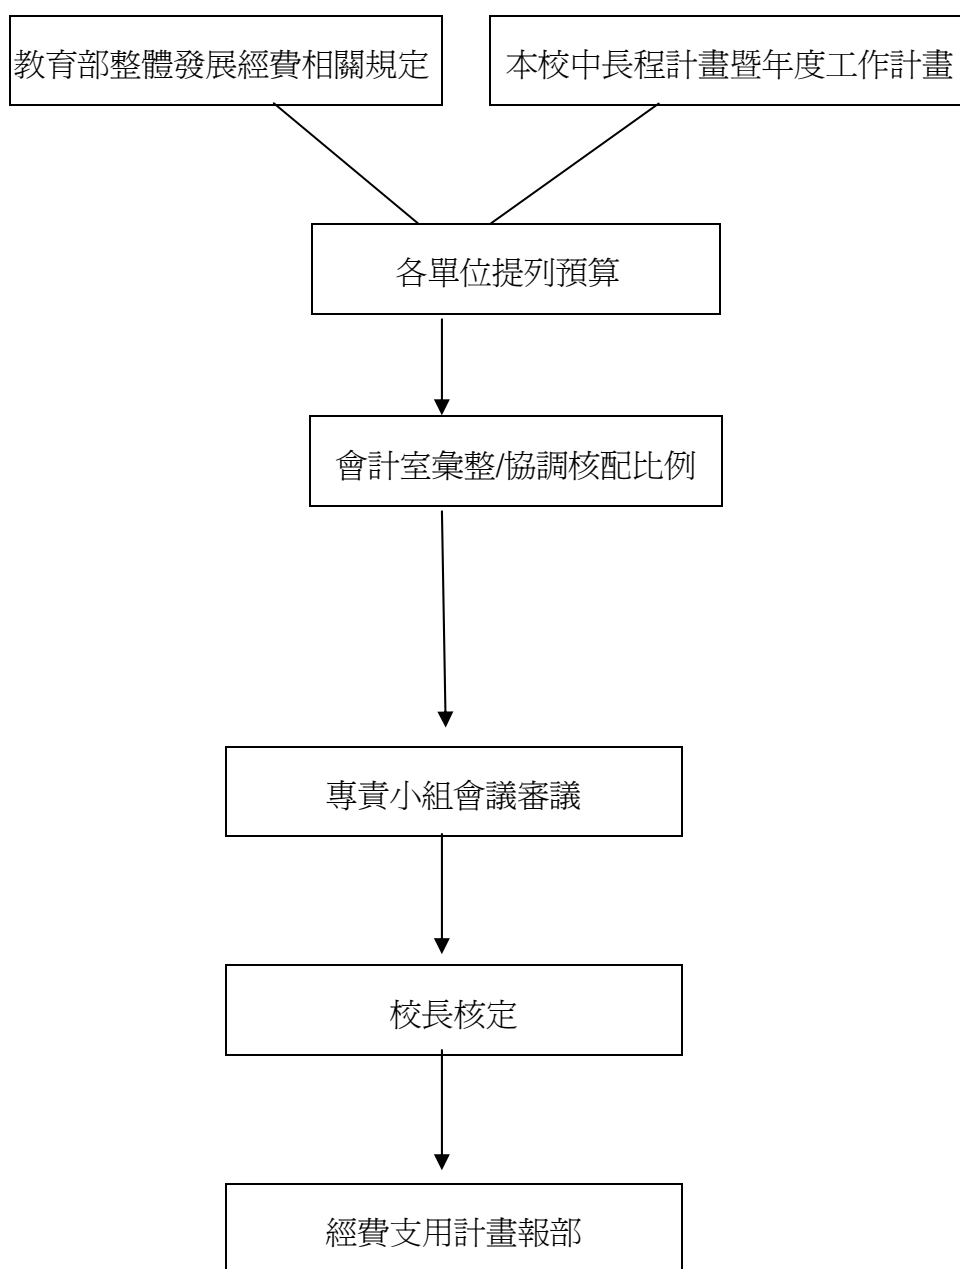 教育部整體發展經費相關規定
本校中長程計畫暨年度工作計畫
各單位提列預算
會計室彙整/協調核配比例
專責小組會議審議
校長核定
經費支用計畫報部